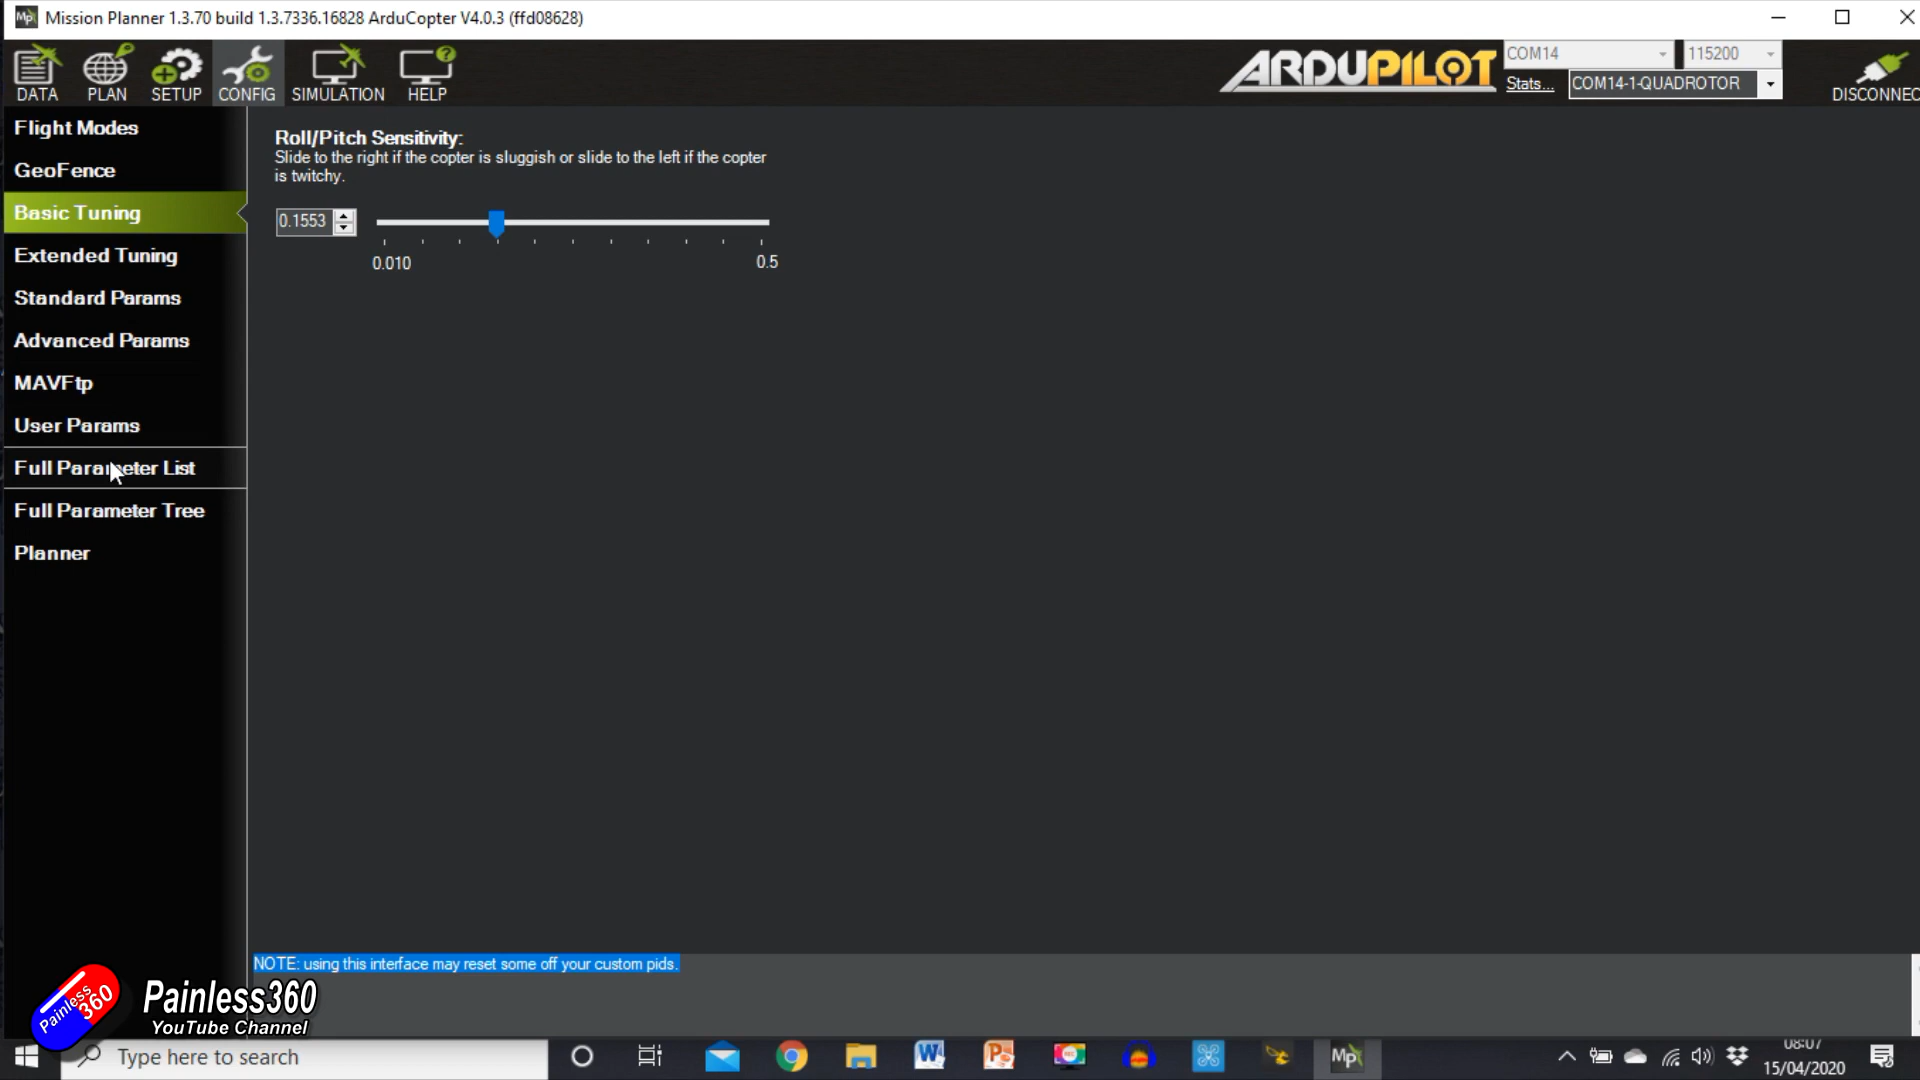 Mission Planner 1.3.70 build 1.3.7336.16828 ArduCopter V4.0.3 (ffd08628)
DATA PLAN SETUP CONFIG SIMULATION HELP
ARDUPILOT
COM14 115200
Stats... COM14-1-QUADROTOR
DISCONNEC
Flight Modes
GeoFence
Basic Tuning
Extended Tuning
Standard Params
Advanced Params
MAVFtp
User Params
Full Parameter List
Full Parameter Tree
Planner
Roll/Pitch Sensitivity:
Slide to the right if the copter is sluggish or slide to the left if the copter
is twitchy.
0.1553
0.010 0.5
NOTE: using this interface may reset some off your custom pids.
Painless
360
Painless360
YouTube Channel
Type here to search
08:07
15/04/2020